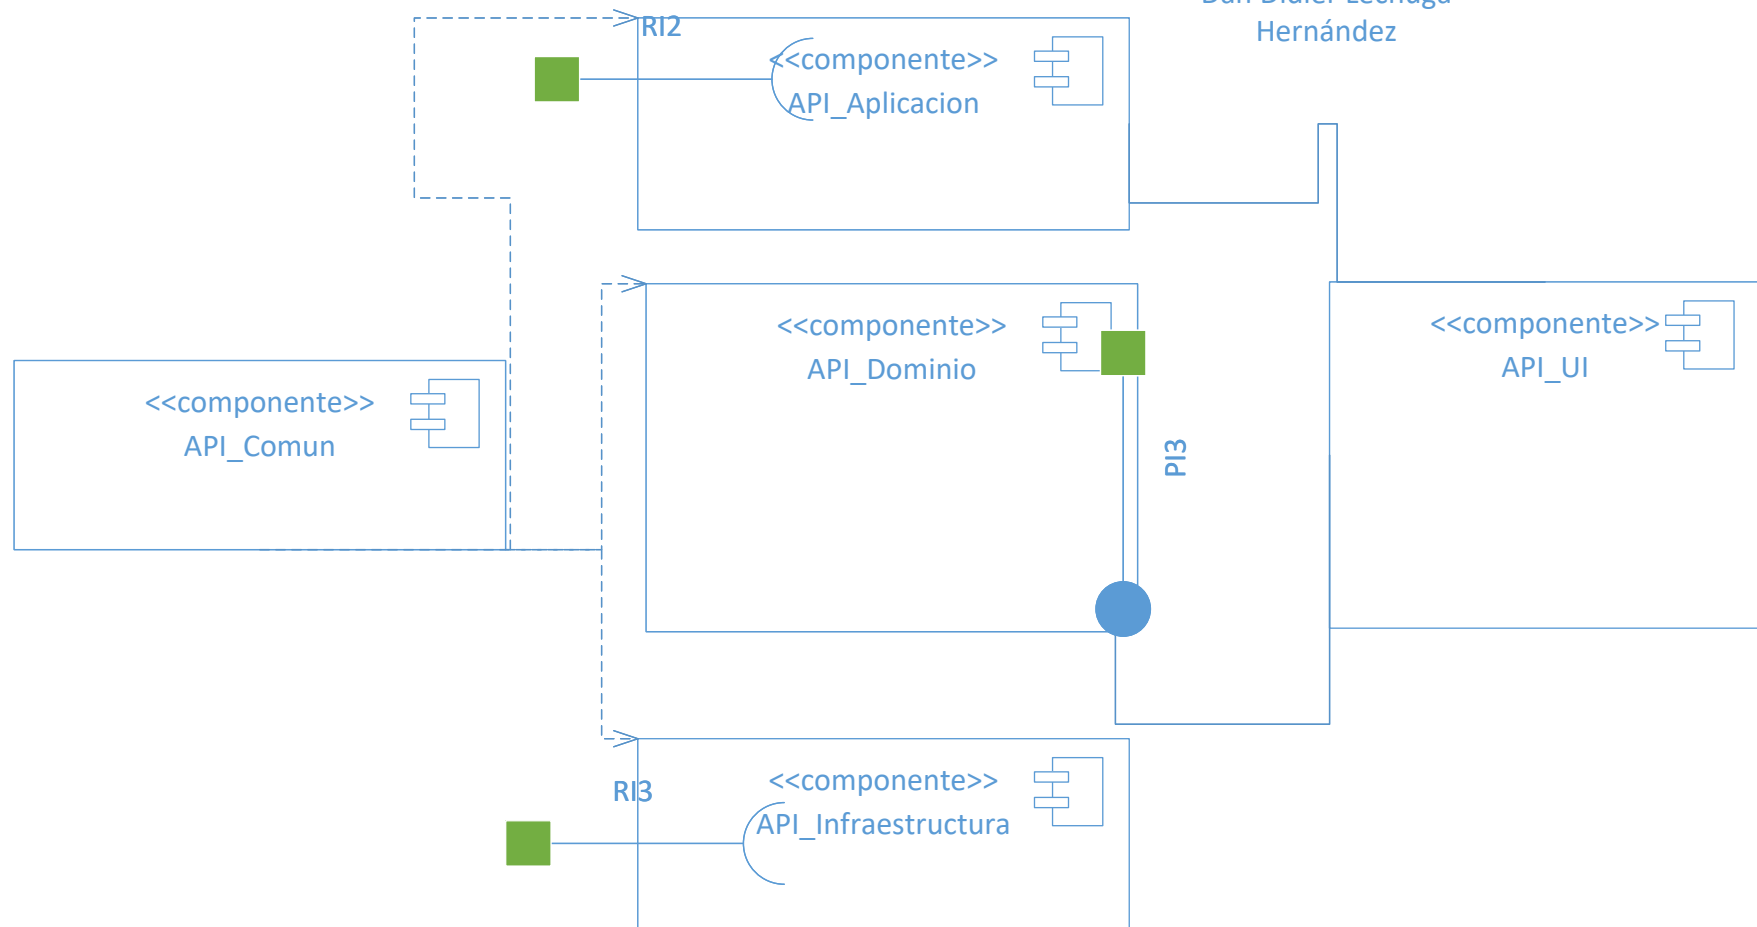 Hernández
RI2
<<componente>>
API_Aplicacion
<<componente>>
API_Dominio
<<componente>>
API_UI
<<componente>>
API_Comun
PI3
RI3
<<componente>>
API_Infraestructura